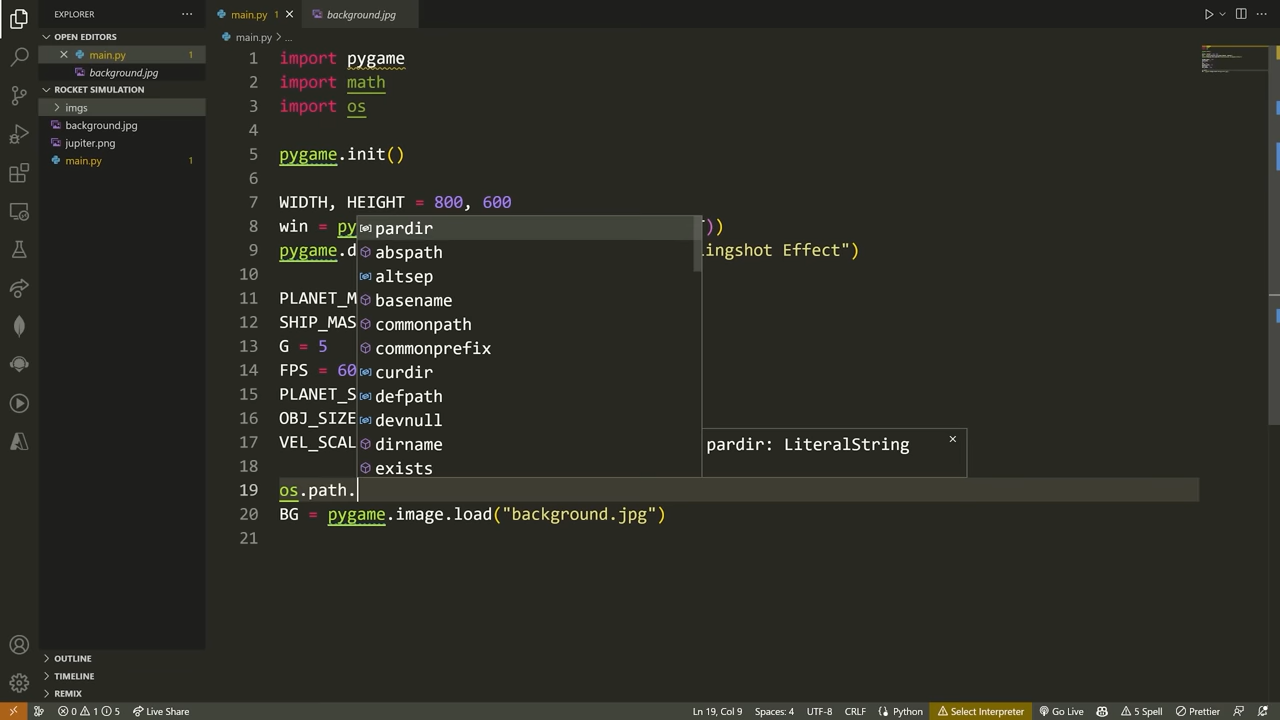 EXPLORER
···
OPEN EDITORS
main.py 1
background.jpg
ROCKET SIMULATION
imgs
background.jpg
jupiter.png
main.py 1
OUTLINE
TIMELINE
REMIX
main.py 1
background.jpg
main.py > ...
1 import pygame
2 import math
3 import os
4
5 pygame.init()
6
7 WIDTH, HEIGHT = 800, 600
8 win = py T))
9 pygame.d ingshot Effect")
10
11 PLANET_M
12 SHIP_MAS
13 G = 5
14 FPS = 60
15 PLANET_S
16 OBJ_SIZE
17 VEL_SCAL
18
19 os.path.
20 BG = pygame.image.load("background.jpg")
21
pardir
abspath
altsep
basename
commonpath
commonprefix
curdir
defpath
devnull
dirname
exists
pardir: LiteralString
0 1 5 Live Share Ln 19, Col 9 Spaces: 4 UTF-8 CRLF Python Select Interpreter Go Live 5 Spell Prettier